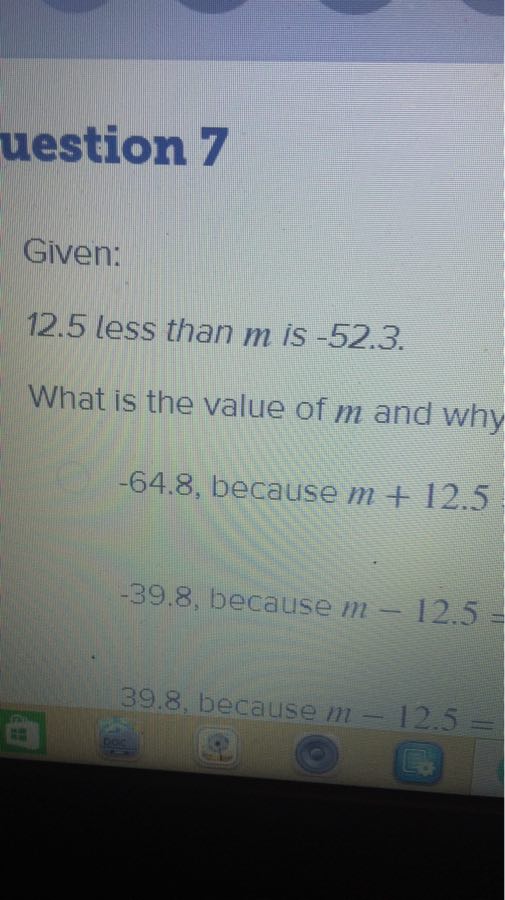 uestion 7
Given:
12.5 less than m is -52.3.
What is the value of m and why
-64.8, because m + 12.5
-39.8, because m − 12.5 =
39.8, because m − 12.5 =
DOC